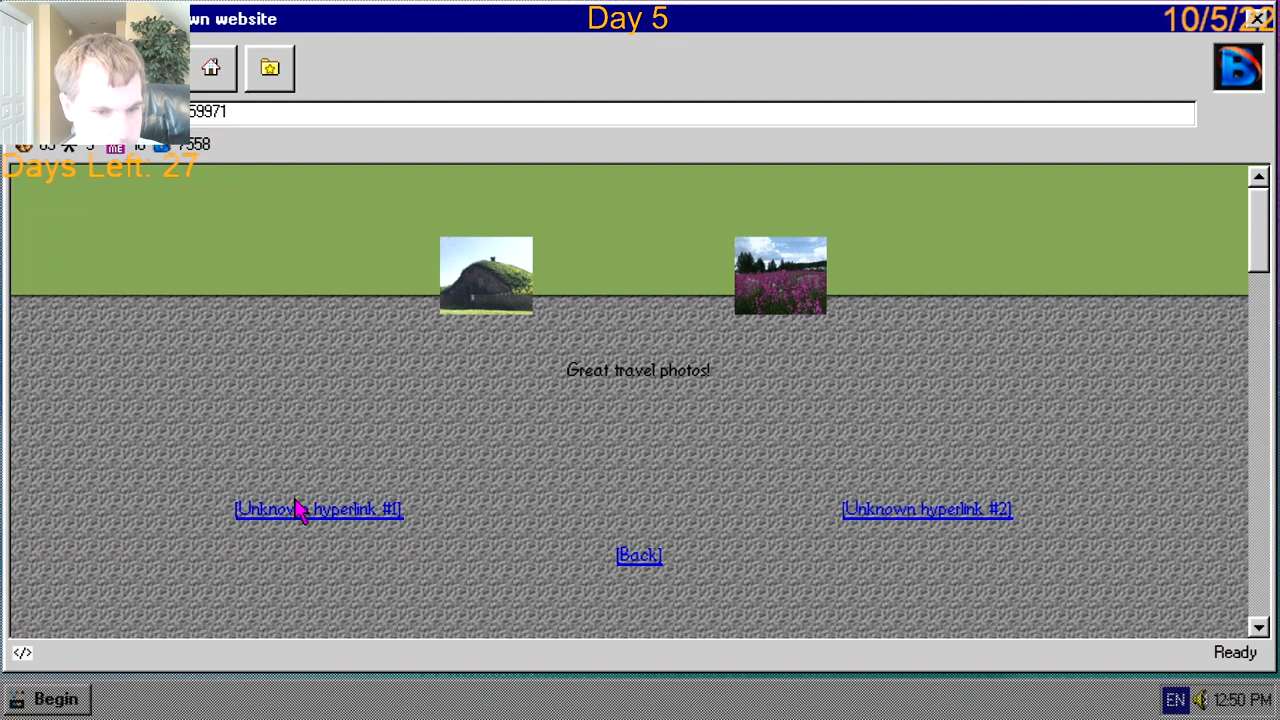 wn website
Day 5
10/5/22
59971
7558
Days Left: 27
Great travel photos!
[Unknown hyperlink #1]
[Unknown hyperlink #2]
[Back]
</>
Ready
Begin
EN
12:50 PM